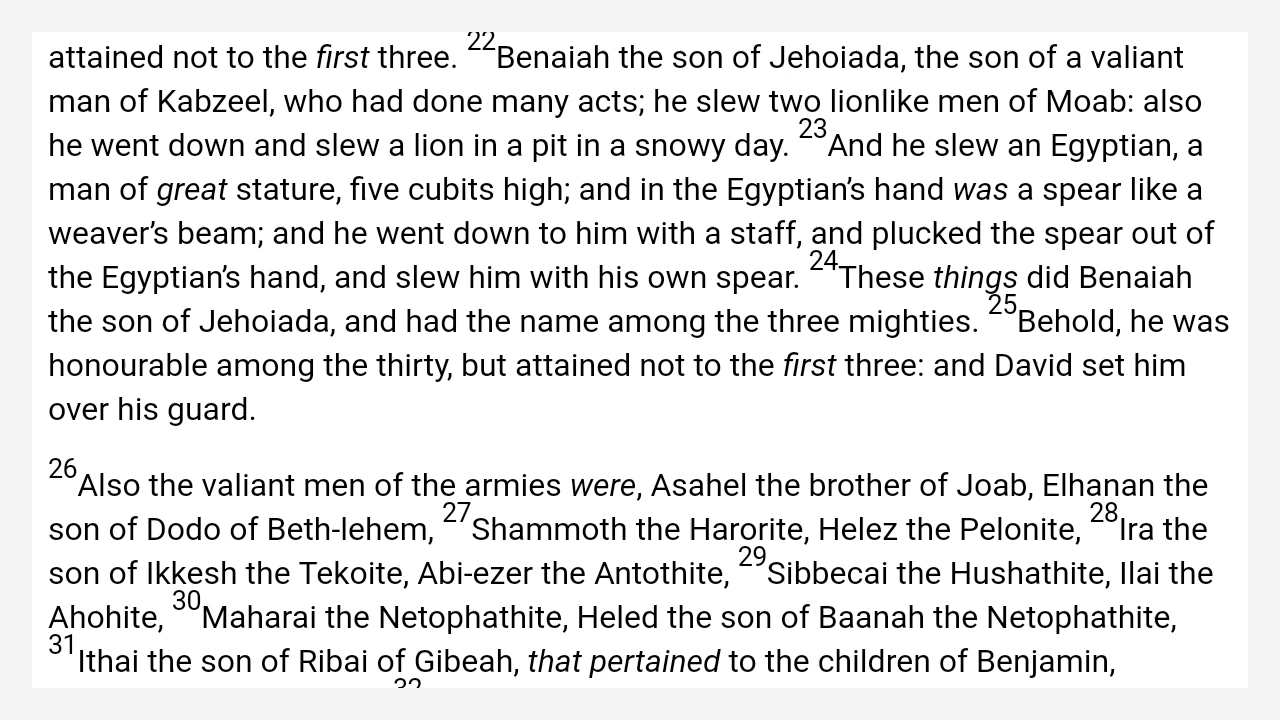 attained not to the first three. 22Benaiah the son of Jehoiada, the son of a valiant
man of Kabzeel, who had done many acts; he slew two lionlike men of Moab: also
he went down and slew a lion in a pit in a snowy day. 23And he slew an Egyptian, a
man of great stature, five cubits high; and in the Egyptian’s hand was a spear like a
weaver’s beam; and he went down to him with a staff, and plucked the spear out of
the Egyptian’s hand, and slew him with his own spear. 24These things did Benaiah
the son of Jehoiada, and had the name among the three mighties. 25Behold, he was
honourable among the thirty, but attained not to the first three: and David set him
over his guard.
26Also the valiant men of the armies were, Asahel the brother of Joab, Elhanan the
son of Dodo of Beth-lehem, 27Shammoth the Harorite, Helez the Pelonite, 28Ira the
son of Ikkesh the Tekoite, Abi-ezer the Antothite, 29Sibbecai the Hushathite, Ilai the
Ahohite, 30Maharai the Netophathite, Heled the son of Baanah the Netophathite,
31Ithai the son of Ribai of Gibeah, that pertained to the children of Benjamin,
32